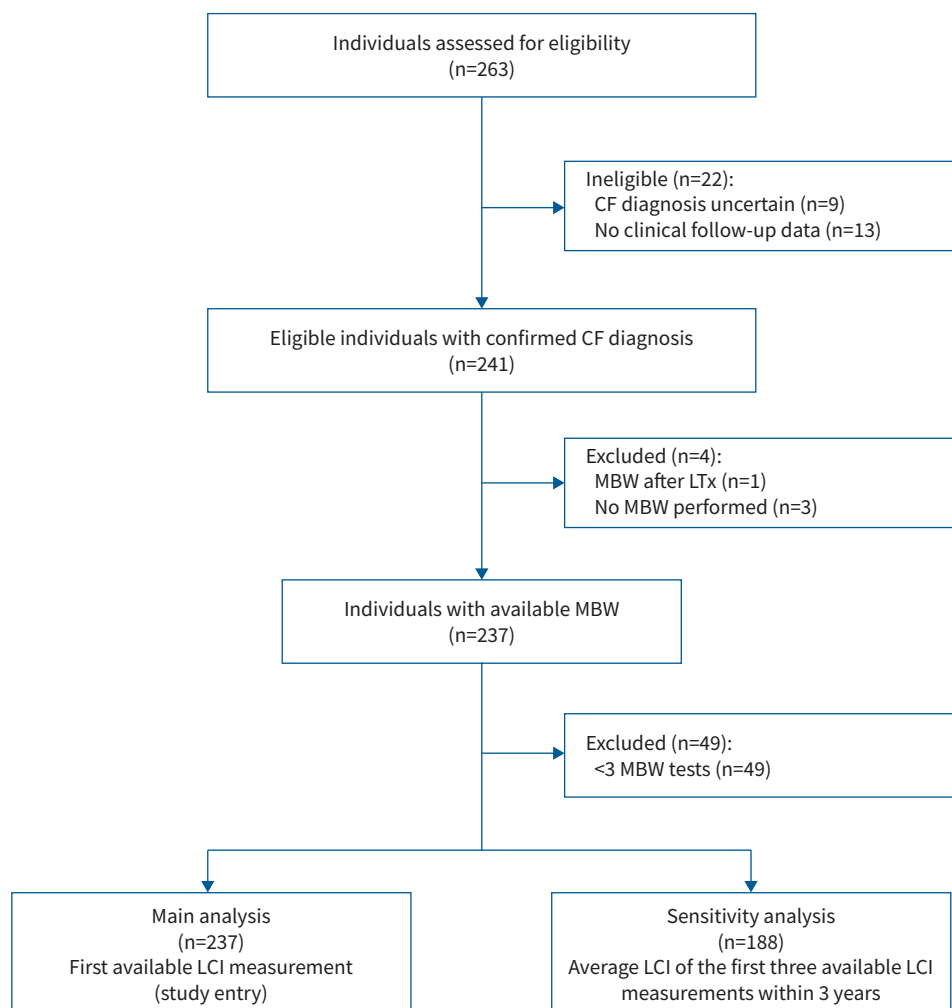 Individuals assessed for eligibility
(n=263)
Ineligible (n=22):
CF diagnosis uncertain (n=9)
No clinical follow-up data (n=13)
Eligible individuals with confirmed CF diagnosis
(n=241)
Excluded (n=4):
MBW after LTx (n=1)
No MBW performed (n=3)
Individuals with available MBW
(n=237)
Excluded (n=49):
<3 MBW tests (n=49)
Main analysis
(n=237)
First available LCI measurement
(study entry)
Sensitivity analysis
(n=188)
Average LCI of the first three available LCI
measurements within 3 years